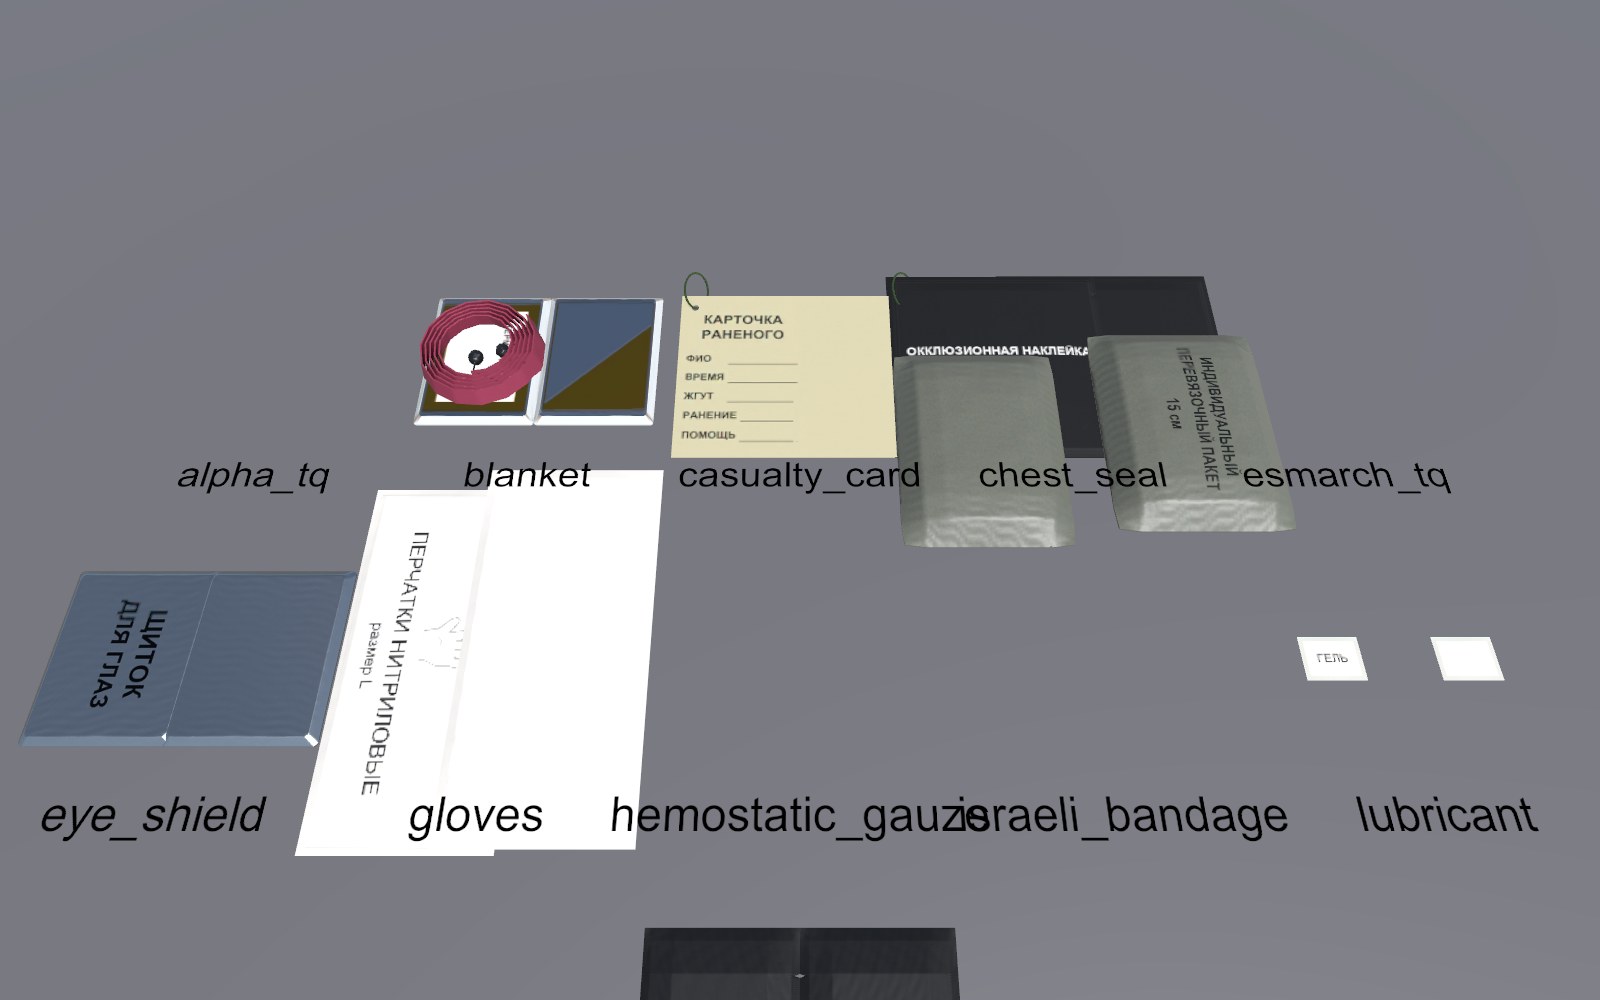 КАРТОЧКА
РАНЕНОГО
ФИО
ВРЕМЯ
ЖГУТ
РАНЕНИЕ
ПОМОЩЬ
ОККЛЮЗИОННАЯ НАКЛЕЙКА
ИНДИВИДУАЛЬНЫЙ
ПЕРЕВЯЗОЧНЫЙ ПАКЕТ
15 см
alpha_tq
blanket
casualty_card
chest_seal
esmarch_tq
ЩИТОК
ДЛЯ ГЛАЗ
ПЕРЧАТКИ НИТРИЛОВЫЕ
размер L
ГЕЛЬ
eye_shield
gloves
hemostatic_gauze
israeli_bandage
lubricant